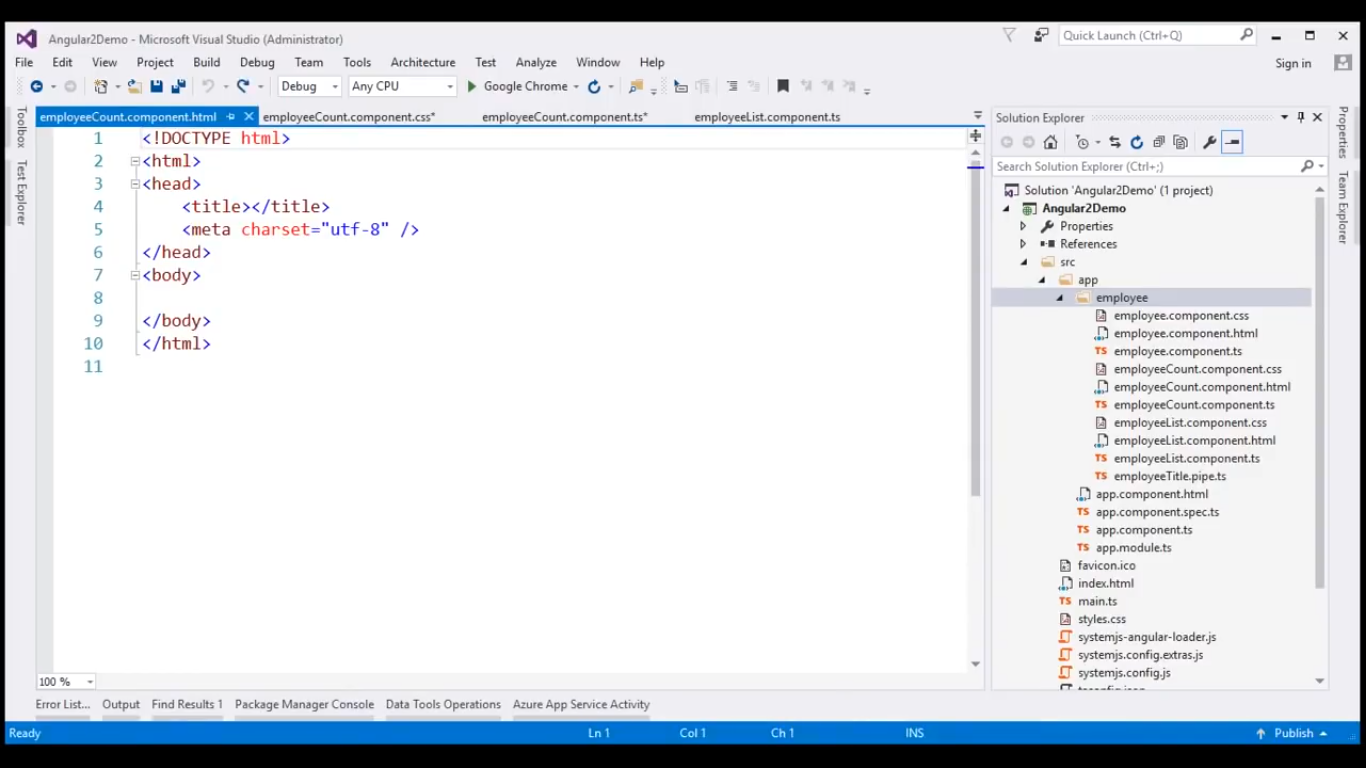 Angular2Demo - Microsoft Visual Studio (Administrator)
Quick Launch (Ctrl+Q)
File Edit View Project Build Debug Team Tools Architecture Test Analyze Window Help
Sign in
Debug Any CPU Google Chrome
Toolbox
Test Explorer
employeeCount.component.html employeeCount.component.css* employeeCount.component.ts* employeeList.component.ts
1 <!DOCTYPE html>
2 <html>
3 <head>
4 <title></title>
5 <meta charset="utf-8" />
6 </head>
7 <body>
8
9 </body>
10 </html>
11
100 %
Solution Explorer
Search Solution Explorer (Ctrl+;)
Solution 'Angular2Demo' (1 project)
Angular2Demo
Properties
References
src
app
employee
employee.component.css
employee.component.html
TS employee.component.ts
employeeCount.component.css
employeeCount.component.html
TS employeeCount.component.ts
employeeList.component.css
employeeList.component.html
TS employeeList.component.ts
TS employeeTitle.pipe.ts
app.component.html
TS app.component.spec.ts
TS app.component.ts
TS app.module.ts
favicon.ico
index.html
TS main.ts
styles.css
systemjs-angular-loader.js
systemjs.config.extras.js
systemjs.config.js
Properties
Team Explorer
Error List... Output Find Results 1 Package Manager Console Data Tools Operations Azure App Service Activity
Ready Ln 1 Col 1 Ch 1 INS Publish